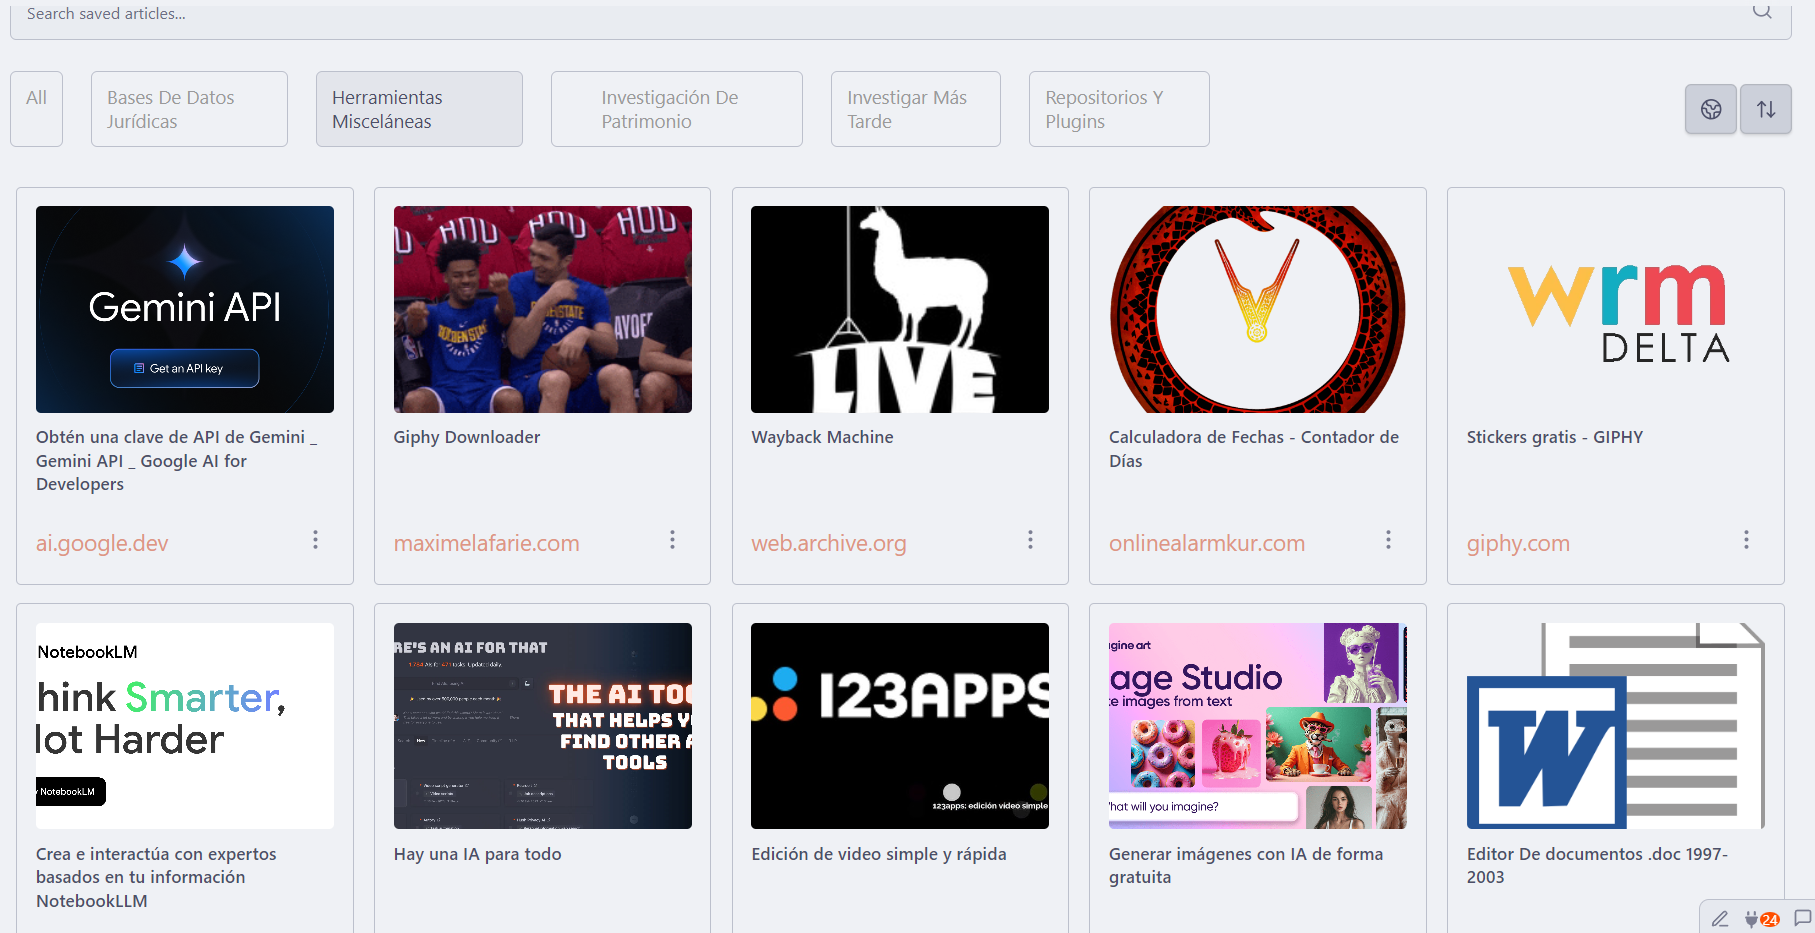 Search saved articles...
All
Bases De Datos
Jurídicas
Herramientas
Misceláneas
Investigación De
Patrimonio
Investigar Más
Tarde
Repositorios Y
Plugins
Gemini API
Get an API key
Obtén una clave de API de Gemini _
Gemini API _ Google AI for
Developers
ai.google.dev
HOU
GOLDEN STATE
Giphy Downloader
maximelafarie.com
LIVE
Wayback Machine
web.archive.org
Calculadora de Fechas - Contador de
Días
onlinealarmkur.com
wrm
DELTA
Stickers gratis - GIPHY
giphy.com
NotebookLM
hink Smarter,
lot Harder
NotebookLM
Crea e interactúa con expertos
basados en tu información
NotebookLLM
RE'S AN AI FOR THAT
THE AI TOO
THAT HELPS Y
FIND OTHER A
TOOLS
Hay una IA para todo
123APPS
123apps: edición video simple
Edición de video simple y rápida
gine art
age Studio
te images from text
hat will you imagine?
Generar imágenes con IA de forma
gratuita
W
Editor De documentos .doc 1997-
2003
24